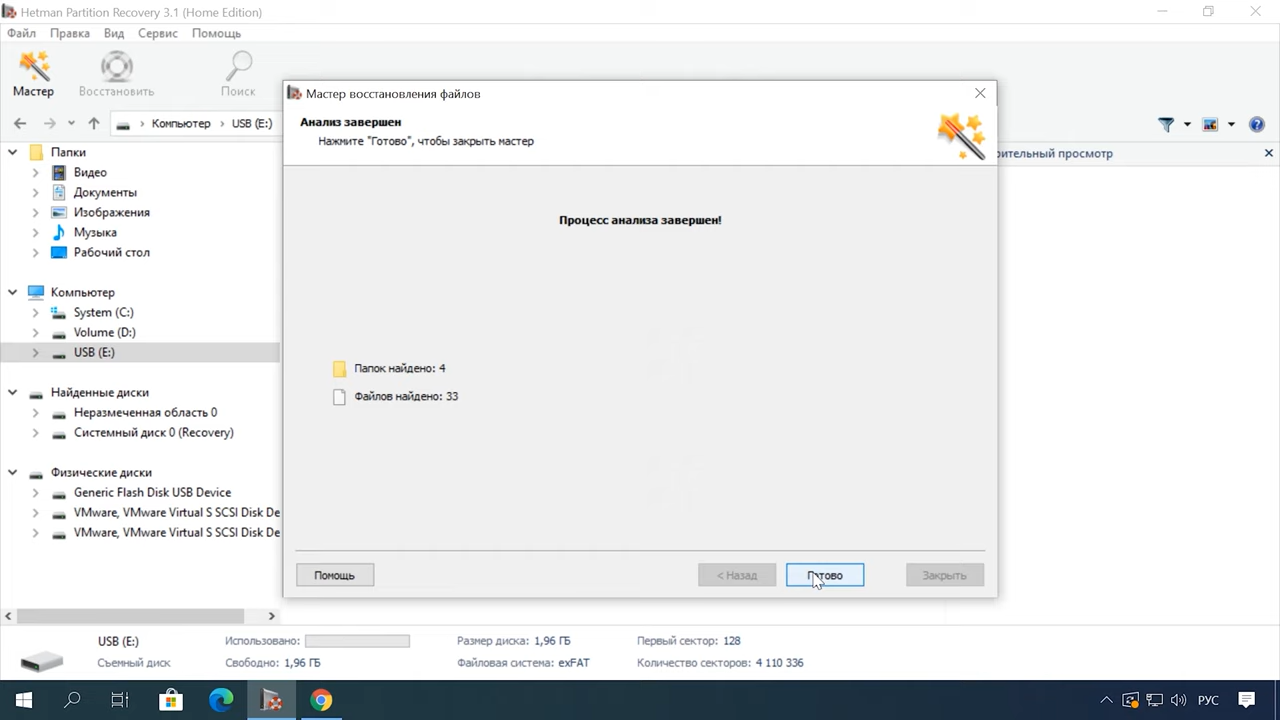 Hetman Partition Recovery 3.1 (Home Edition)
Файл Правка Вид Сервис Помощь
Мастер Восстановить Поиск
Компьютер USB (E:)
Папки
Видео
Документы
Изображения
Музыка
Рабочий стол
Компьютер
System (C:)
Volume (D:)
USB (E:)
Найденные диски
Неразмеченная область 0
Системный диск 0 (Recovery)
Физические диски
Generic Flash Disk USB Device
VMware, VMware Virtual S SCSI Disk De
VMware, VMware Virtual S SCSI Disk De
Мастер восстановления файлов
Анализ завершен
Нажмите "Готово", чтобы закрыть мастер
Процесс анализа завершен!
Папок найдено: 4
Файлов найдено: 33
Помощь < Назад Готово Закрыть
рительный просмотр
USB (E:) Использовано: Размер диска: 1,96 ГБ Первый сектор: 128
Съемный диск Свободно: 1,96 ГБ Файловая система: exFAT Количество секторов: 4 110 336
РУС